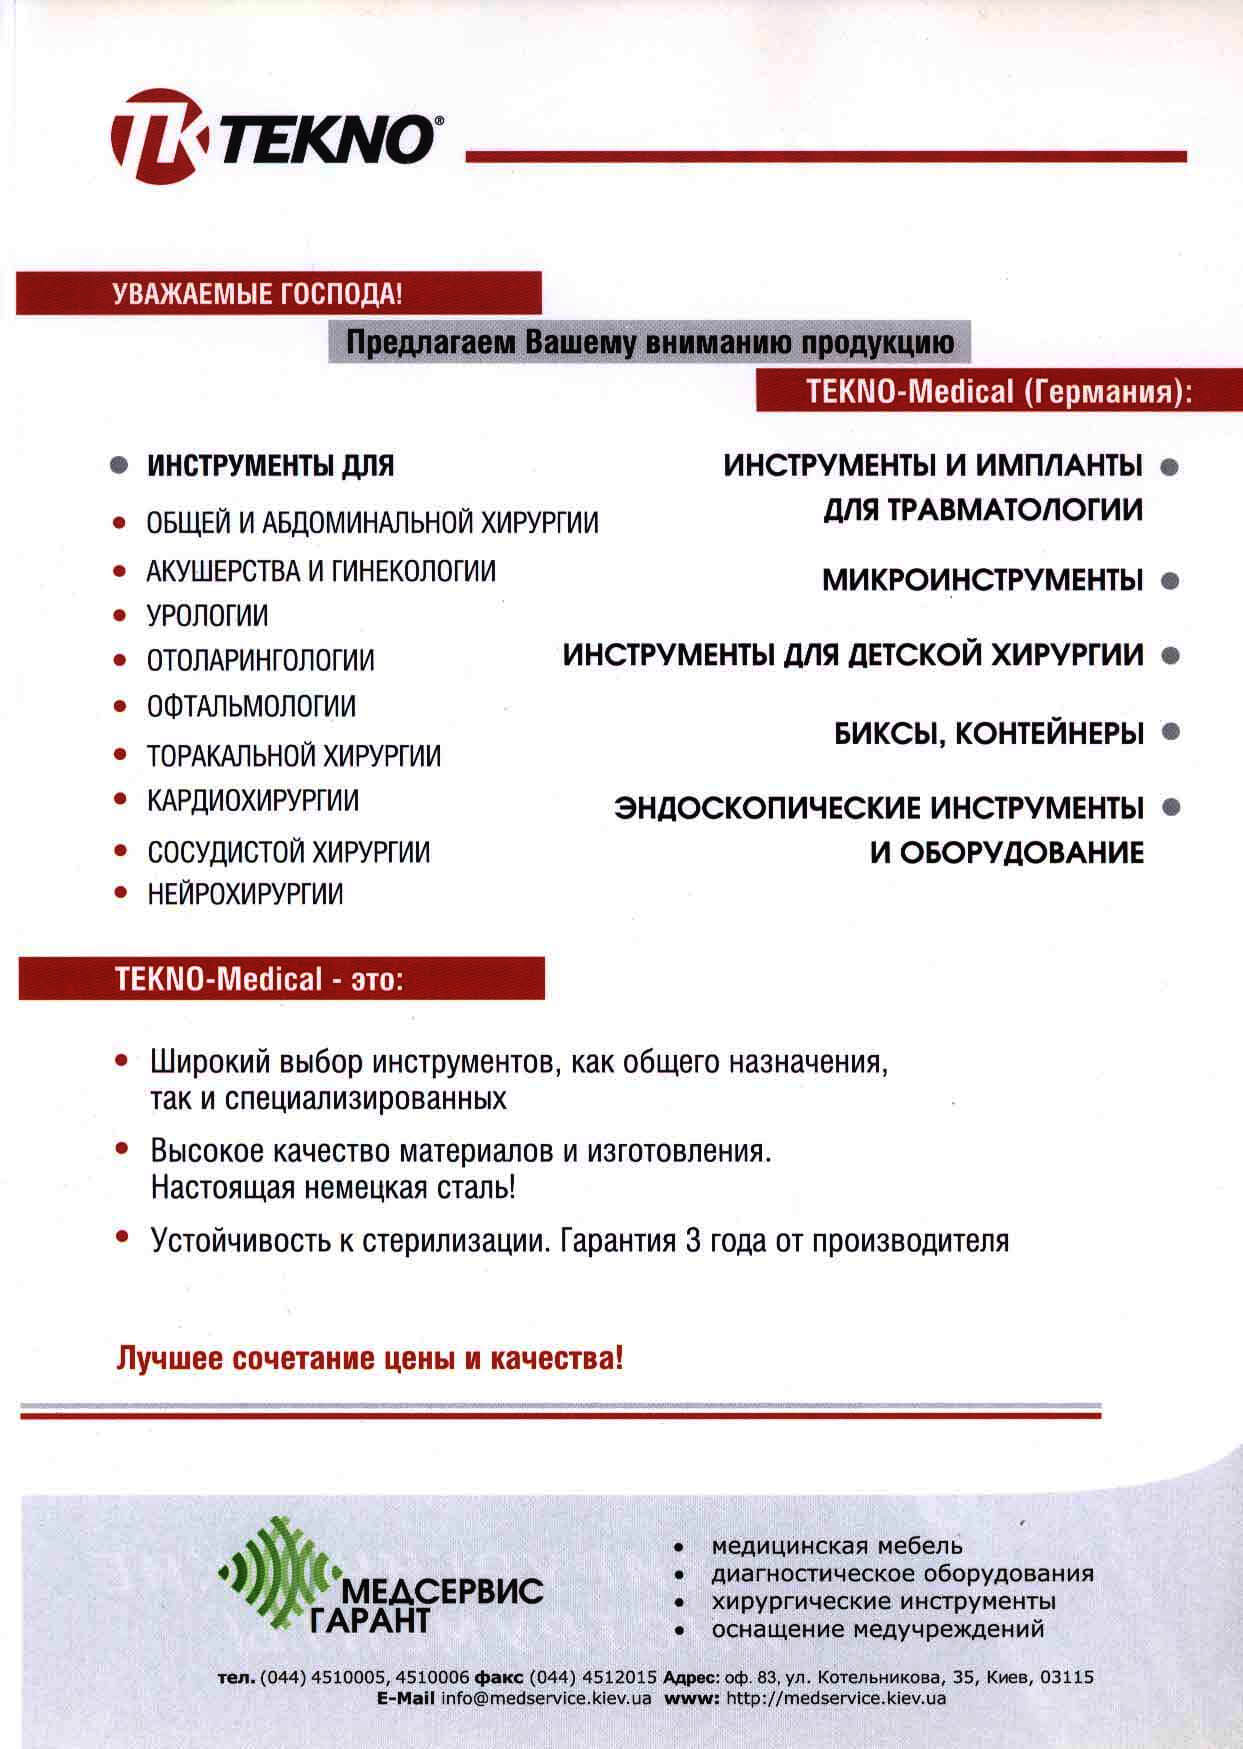 TK TEKNO®
УВАЖАЕМЫЕ ГОСПОДА!
Предлагаем Вашему вниманию продукцию
TEKNO-Medical (Германия):
• ИНСТРУМЕНТЫ ДЛЯ
• ОБЩЕЙ И АБДОМИНАЛЬНОЙ ХИРУРГИИ
• АКУШЕРСТВА И ГИНЕКОЛОГИИ
• УРОЛОГИИ
• ОТОЛАРИНГОЛОГИИ
• ОФТАЛЬМОЛОГИИ
• ТОРАКАЛЬНОЙ ХИРУРГИИ
• КАРДИОХИРУРГИИ
• СОСУДИСТОЙ ХИРУРГИИ
• НЕЙРОХИРУРГИИ
ИНСТРУМЕНТЫ И ИМПЛАНТЫ •
ДЛЯ ТРАВМАТОЛОГИИ
МИКРОИНСТРУМЕНТЫ •
ИНСТРУМЕНТЫ ДЛЯ ДЕТСКОЙ ХИРУРГИИ •
БИКСЫ, КОНТЕЙНЕРЫ •
ЭНДОСКОПИЧЕСКИЕ ИНСТРУМЕНТЫ •
И ОБОРУДОВАНИЕ
TEKNO-Medical - это:
• Широкий выбор инструментов, как общего назначения,
так и специализированных
• Высокое качество материалов и изготовления.
Настоящая немецкая сталь!
• Устойчивость к стерилизации. Гарантия 3 года от производителя
Лучшее сочетание цены и качества!
МЕДСЕРВИС
ГАРАНТ
• медицинская мебель
• диагностическое оборудования
• хирургические инструменты
• оснащение медучреждений
тел. (044) 4510005, 4510006 факс (044) 4512015 Адрес: оф. 83, ул. Котельникова, 35, Киев, 03115
E-Mail info@medservice.kiev.ua www: http://medservice.kiev.ua